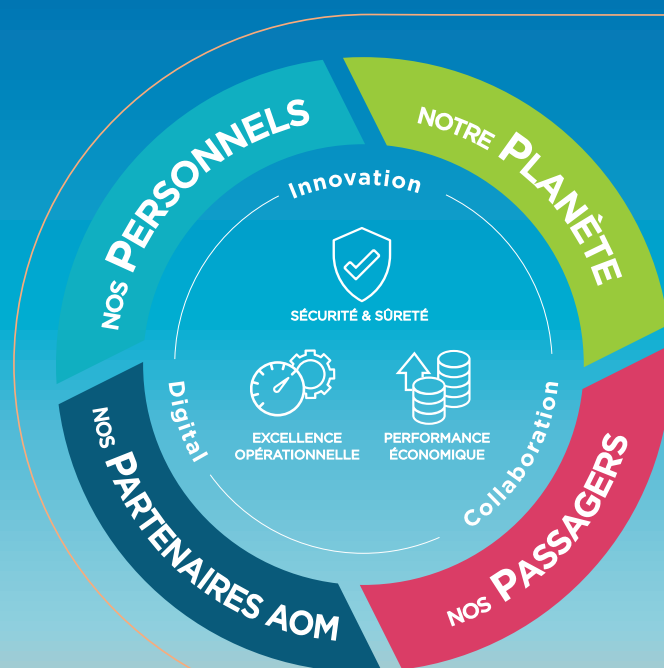 NOS PERSONNELS
NOTRE PLANÈTE
Innovation
SÉCURITÉ & SÛRETÉ
Digital
EXCELLENCE
OPÉRATIONNELLE
PERFORMANCE
ÉCONOMIQUE
Collaboration
NOS PARTENAIRES AOM
NOS PASSAGERS